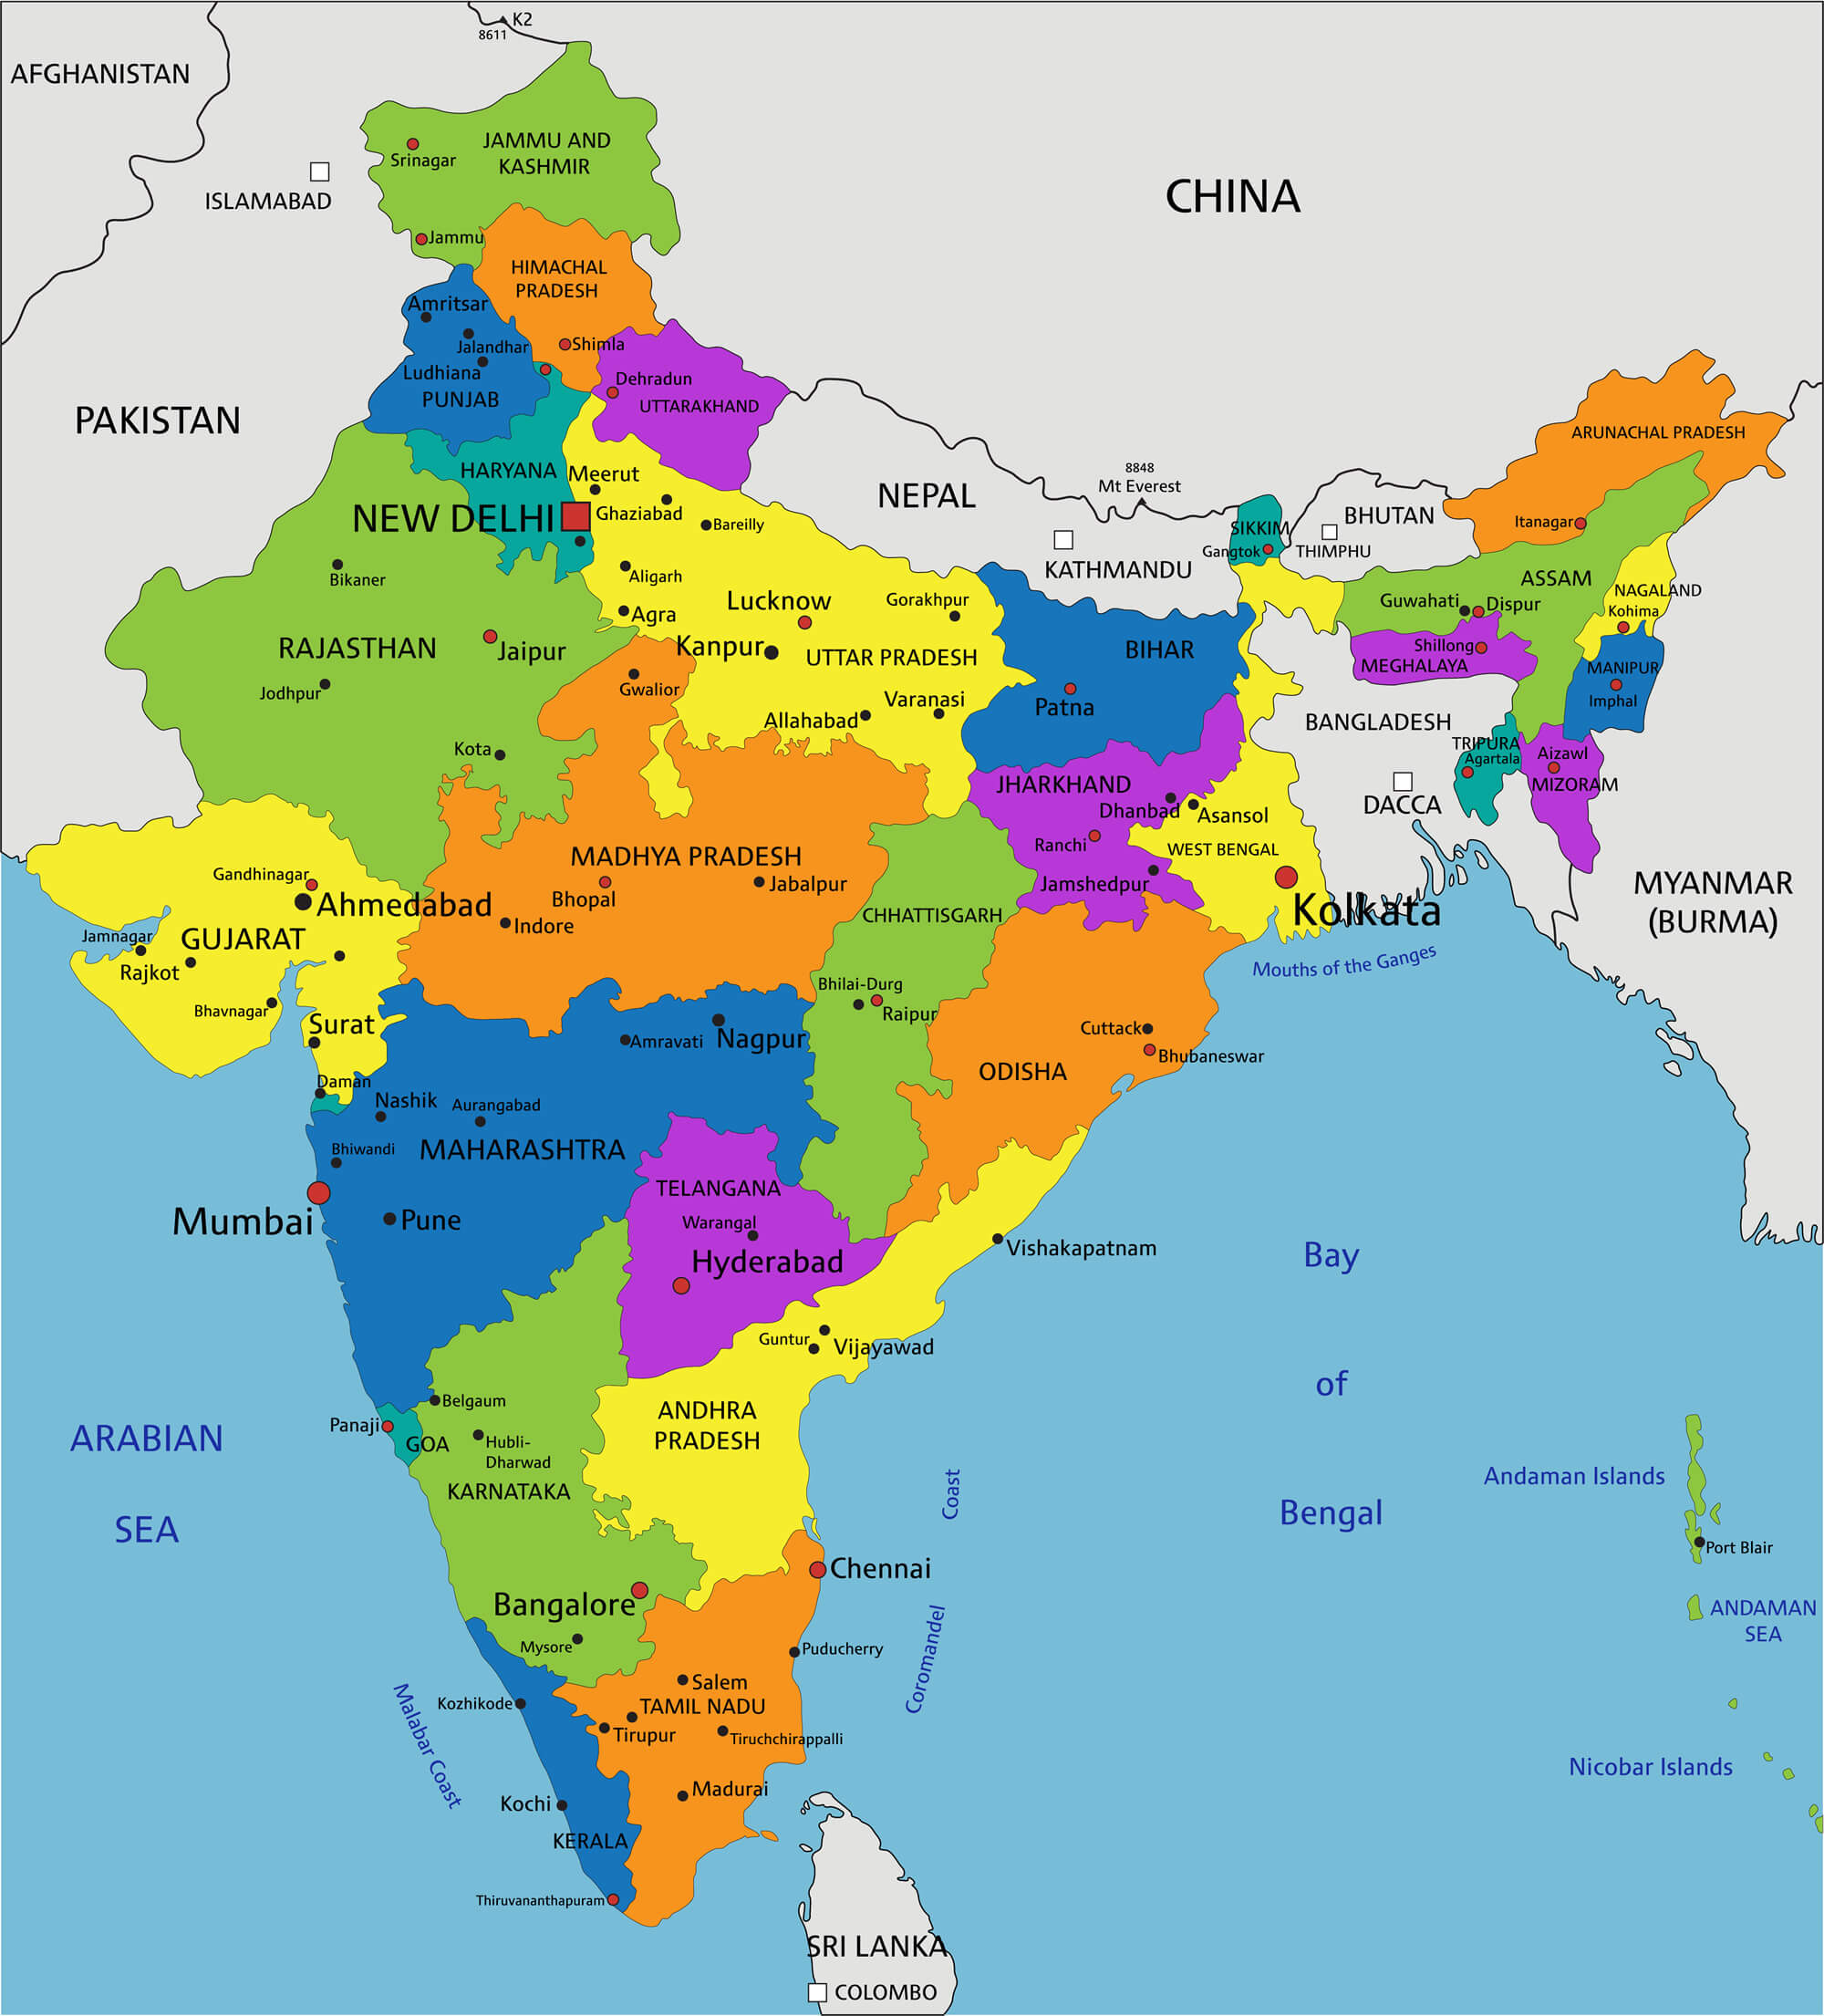 K2
8611
AFGHANISTAN
JAMMU AND
KASHMIR
Srinagar
ISLAMABAD
CHINA
Jammu
HIMACHAL
PRADESH
Amritsar
Shimla
Jalandhar
Ludhiana
Dehradun
PUNJAB
UTTARAKHAND
PAKISTAN
ARUNACHAL PRADESH
HARYANA
Meerut
8848
Mt Everest
NEPAL
NEW DELHI
Ghaziabad
Bareilly
SIKKIM
BHUTAN
Itanagar
Gangtok
THIMPHU
KATHMANDU
Bikaner
Aligarh
ASSAM
NAGALAND
Lucknow
Gorakhpur
Guwahati
Dispur
Kohima
Agra
RAJASTHAN
Jaipur
Kanpur
UTTAR PRADESH
BIHAR
Shillong
MEGHALAYA
MANIPUR
Jodhpur
Gwalior
Varanasi
Imphal
Allahabad
Patna
BANGLADESH
Kota
TRIPURA
Agartala
Aizawl
JHARKHAND
MIZORAM
Dhanbad
Asansol
DACCA
Ranchi
WEST BENGAL
MADHYA PRADESH
Gandhinagar
Bhopal
Jabalpur
Jamshedpur
MYANMAR
(BURMA)
Ahmedabad
CHHATTISGARH
Kolkata
Indore
Jamnagar
GUJARAT
Rajkot
Mouths of the Ganges
Bhavnagar
Bhilai-Durg
Raipur
Surat
Cuttack
Amravati
Nagpur
Bhubaneswar
ODISHA
Daman
Nashik
Aurangabad
Bhiwandi
MAHARASHTRA
TELANGANA
Mumbai
Pune
Warangal
Hyderabad
Vishakapatnam
Bay
of
Bengal
Guntur
Vijayawad
Belgaum
ANDHRA
PRADESH
Panaji
GOA
Hubli-
Dharwad
ARABIAN
SEA
KARNATAKA
Coast
Coromandel
Andaman Islands
Port Blair
Chennai
Bangalore
ANDAMAN
SEA
Mysore
Puducherry
Salem
Kozhikode
TAMIL NADU
Tirupur
Tiruchchirappalli
Malabar Coast
Nicobar Islands
Madurai
Kochi
KERALA
Thiruvananthapuram
SRI LANKA
COLOMBO